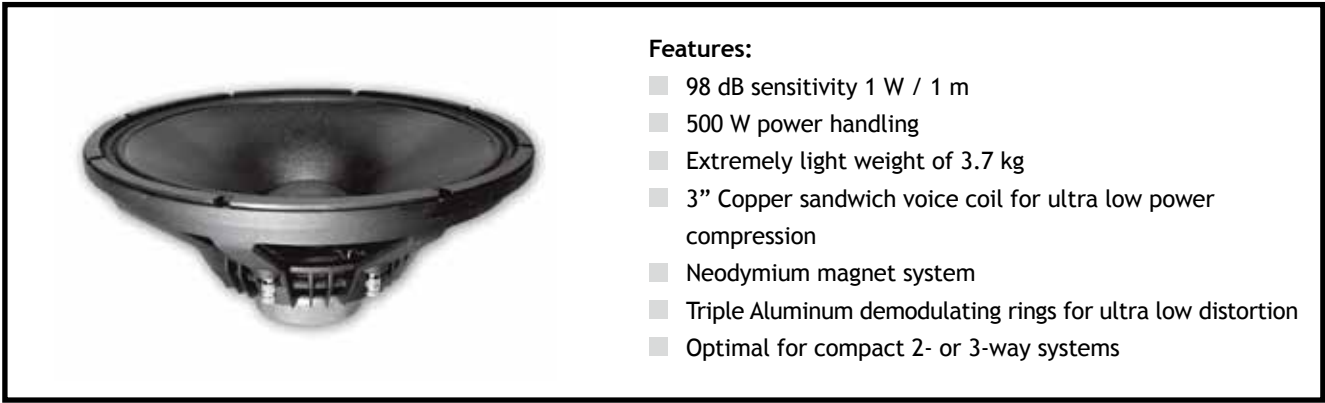 Features:
98 dB sensitivity 1 W / 1 m
500 W power handling
Extremely light weight of 3.7 kg
3” Copper sandwich voice coil for ultra low power
compression
Neodymium magnet system
Triple Aluminum demodulating rings for ultra low distortion
Optimal for compact 2- or 3-way systems